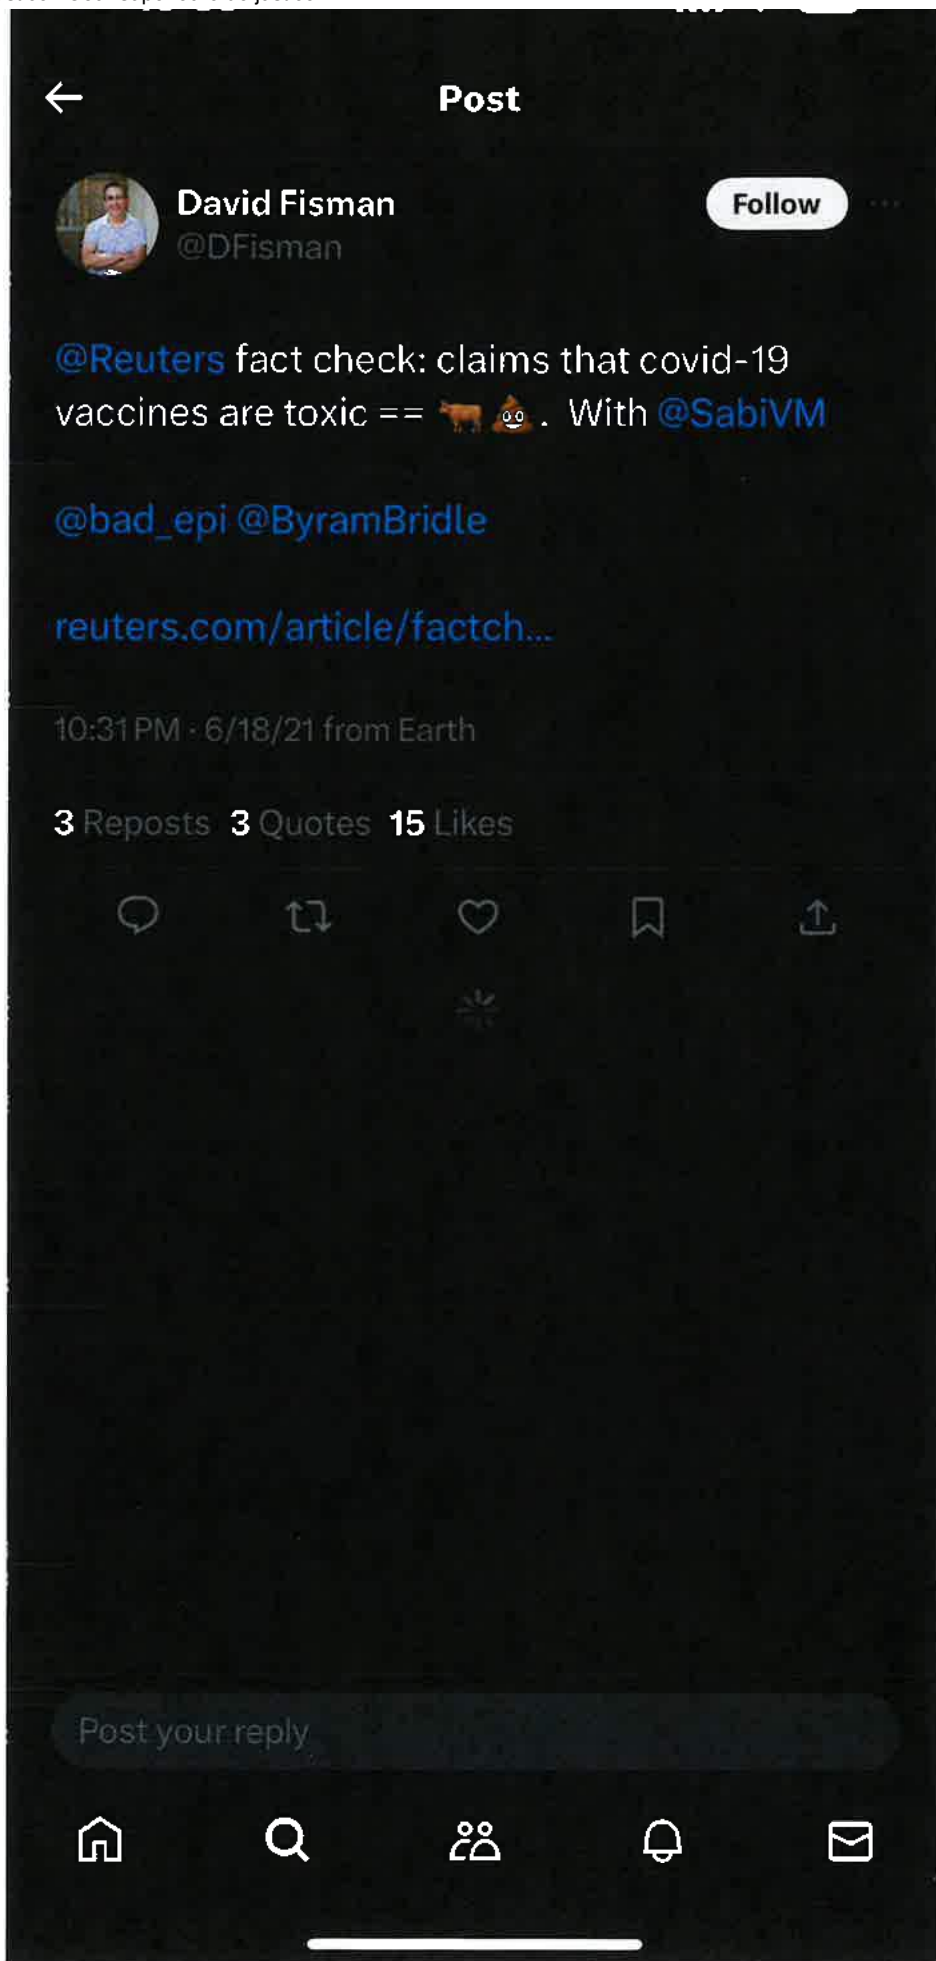 Post
David Fisman
Follow
@DFisman
@Reuters fact check: claims that covid-19
vaccines are toxic == 🐂 💩 . With @SabiVM
@bad_epi @ByramBridle
reuters.com/article/factch...
10:31 PM · 6/18/21 from Earth
3 Reposts 3 Quotes 15 Likes
Post your reply